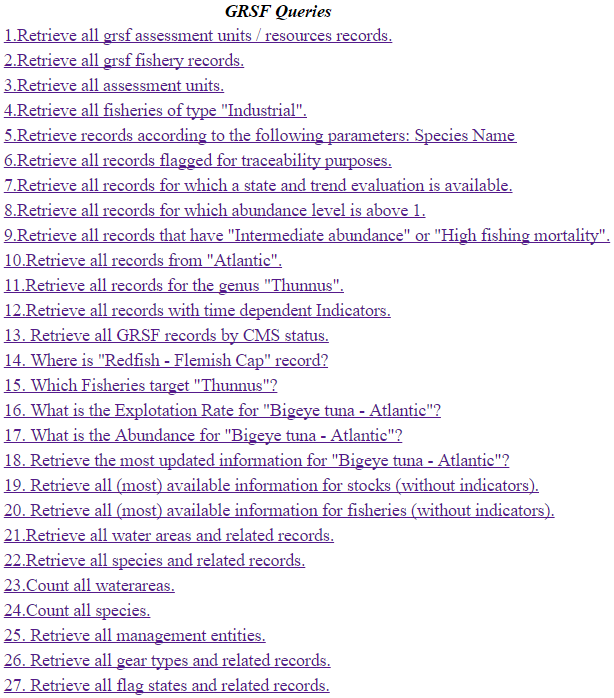 GRSF Queries
1.Retrieve all grsf assessment units / resources records.
2.Retrieve all grsf fishery records.
3.Retrieve all assessment units.
4.Retrieve all fisheries of type "Industrial".
5.Retrieve records according to the following parameters: Species Name
6.Retrieve all records flagged for traceability purposes.
7.Retrieve all records for which a state and trend evaluation is available.
8.Retrieve all records for which abundance level is above 1.
9.Retrieve all records that have "Intermediate abundance" or "High fishing mortality".
10.Retrieve all records from "Atlantic".
11.Retrieve all records for the genus "Thunnus".
12.Retrieve all records with time dependent Indicators.
13. Retrieve all GRSF records by CMS status.
14. Where is "Redfish - Flemish Cap" record?
15. Which Fisheries target "Thunnus"?
16. What is the Explotation Rate for "Bigeye tuna - Atlantic"?
17. What is the Abundance for "Bigeye tuna - Atlantic"?
18. Retrieve the most updated information for "Bigeye tuna - Atlantic"?
19. Retrieve all (most) available information for stocks (without indicators).
20. Retrieve all (most) available information for fisheries (without indicators).
21.Retrieve all water areas and related records.
22.Retrieve all species and related records.
23.Count all waterareas.
24.Count all species.
25. Retrieve all management entities.
26. Retrieve all gear types and related records.
27. Retrieve all flag states and related records.